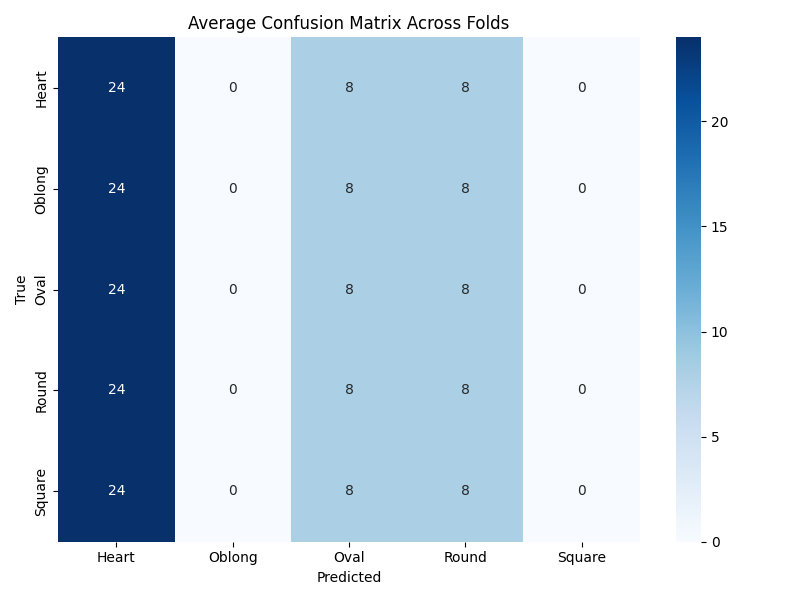 Average Confusion Matrix Across Folds
Heart 24 0 8 8 0
Oblong 24 0 8 8 0
Oval 24 0 8 8 0
Round 24 0 8 8 0
Square 24 0 8 8 0
True
Heart Oblong Oval Round Square
Predicted
20
15
10
5
0